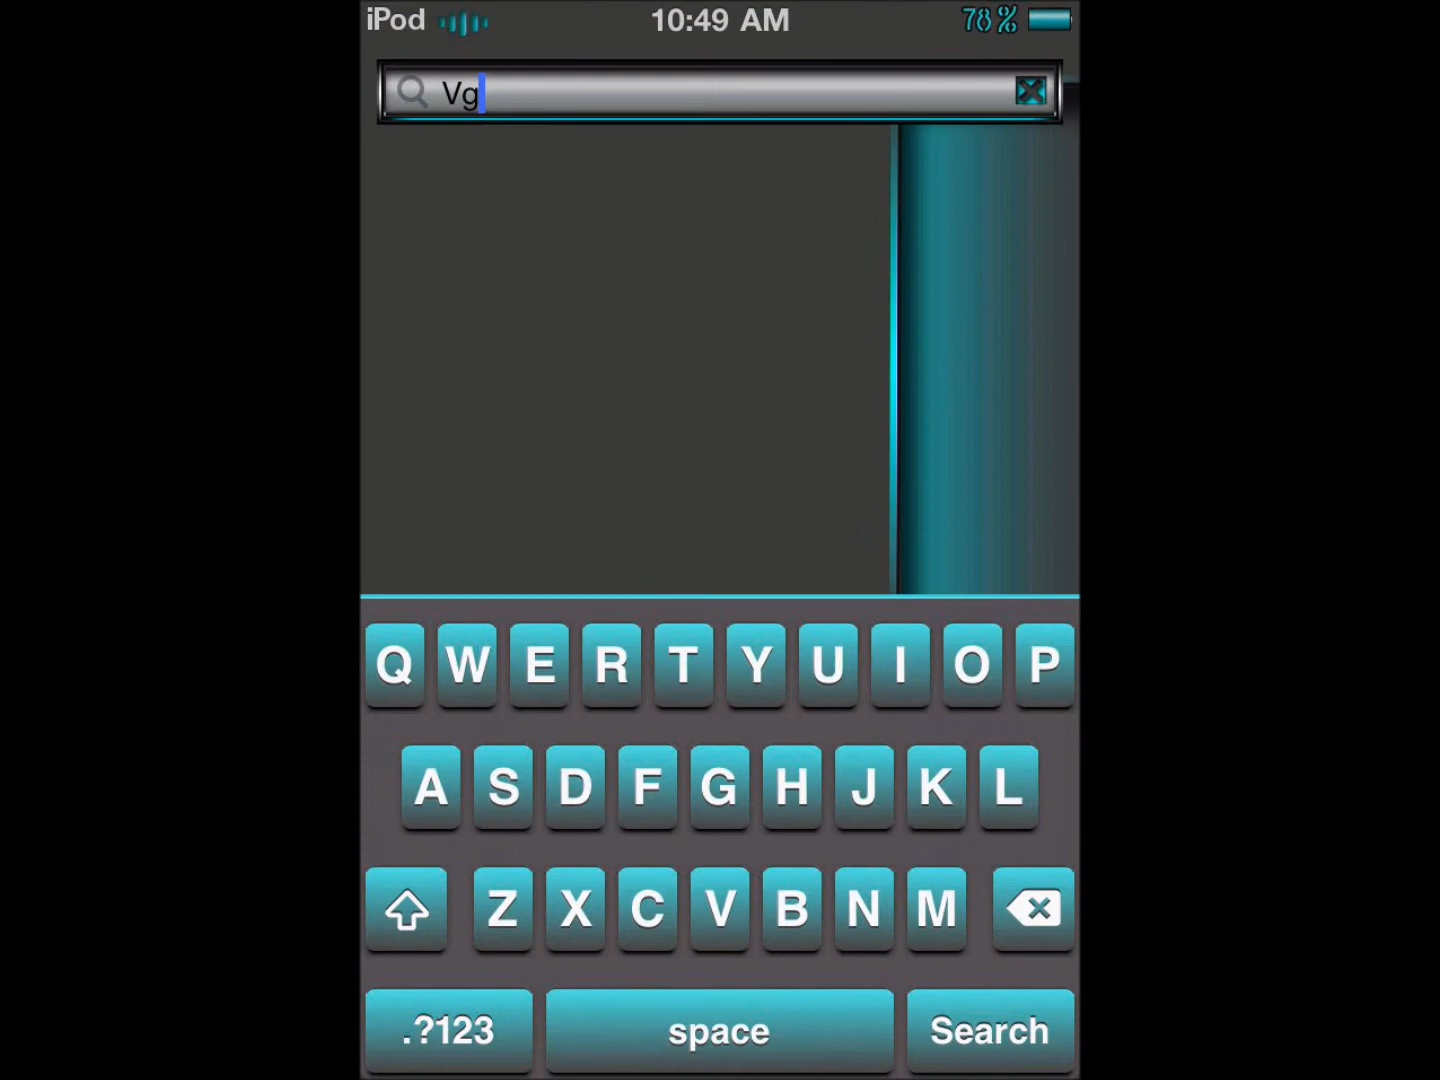 iPod 10:49 AM 78%
Vg
Q W E R T Y U I O P
A S D F G H J K L
Z X C V B N M
.?123 space Search